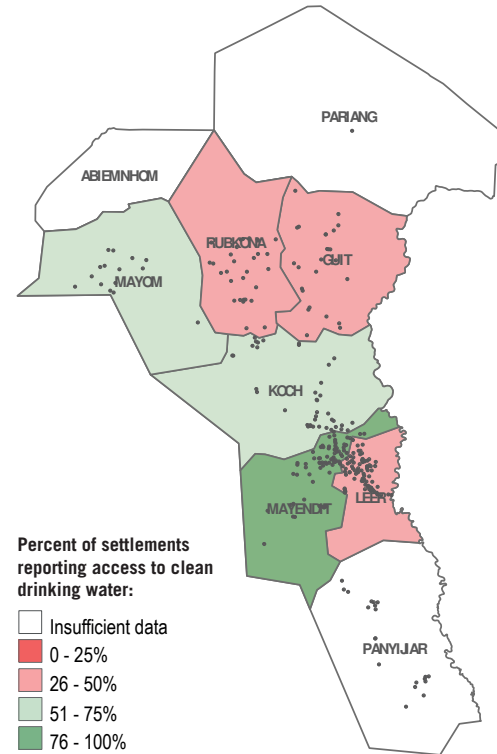 PARIANG
ABIEMNHOM
RUBKONA
GUIT
MAYOM
KOCH
LEER
MAYENDIT
PANYIJIAR
Percent of settlements
reporting access to clean
drinking water:
Insufficient data
0 - 25%
26 - 50%
51 - 75%
76 - 100%